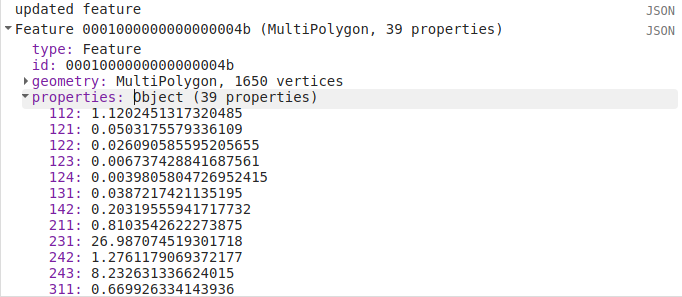 updated feature JSON
Feature 0001000000000000004b (MultiPolygon, 39 properties) JSON
type: Feature
id: 0001000000000000004b
geometry: MultiPolygon, 1650 vertices
properties: Object (39 properties)
112: 1.1202451317320485
121: 0.0503175579336109
122: 0.026090585595205655
123: 0.006737428841687561
124: 0.0039805804726952415
131: 0.0387217421135195
142: 0.20319555941717732
211: 0.8103542622273875
231: 26.987074519301718
242: 1.2761179069372177
243: 8.232631336624015
311: 0.669926334143936